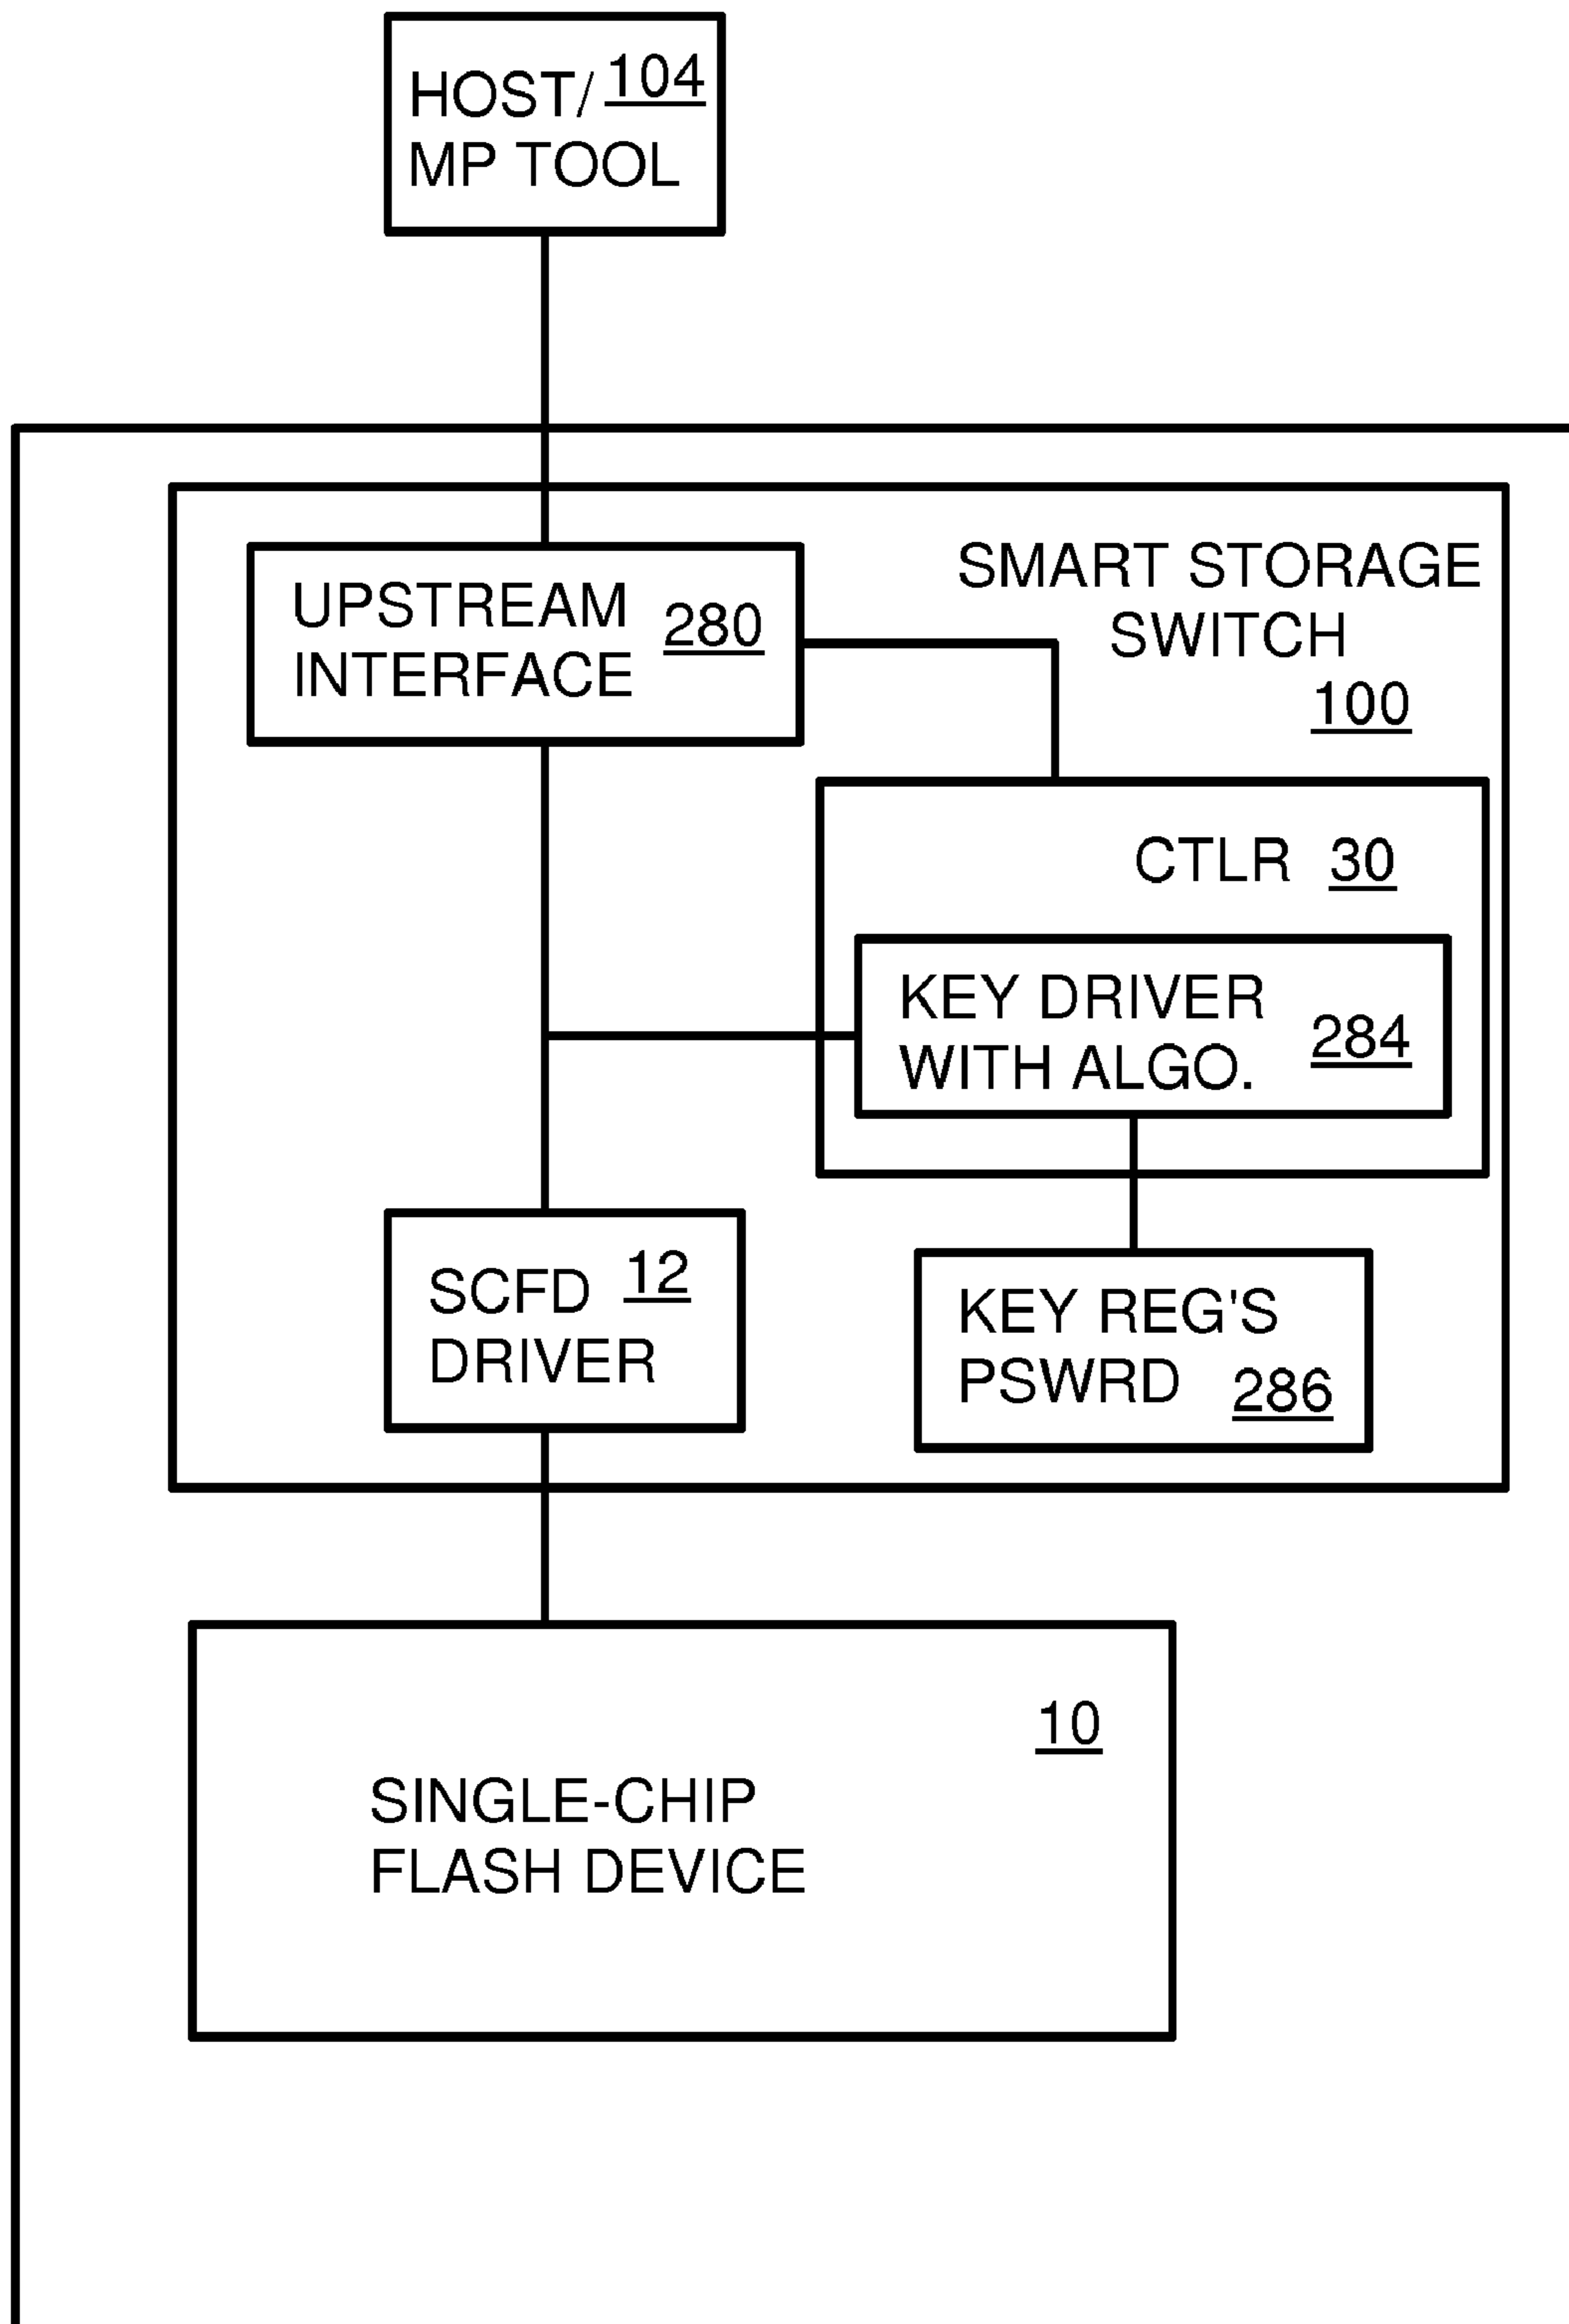 HOST/ 104
MP TOOL
UPSTREAM
INTERFACE 280
SMART STORAGE
SWITCH
100
CTLR 30
KEY DRIVER
WITH ALGO. 284
SCFD 12
DRIVER
KEY REG'S
PSWRD 286
10
SINGLE-CHIP
FLASH DEVICE